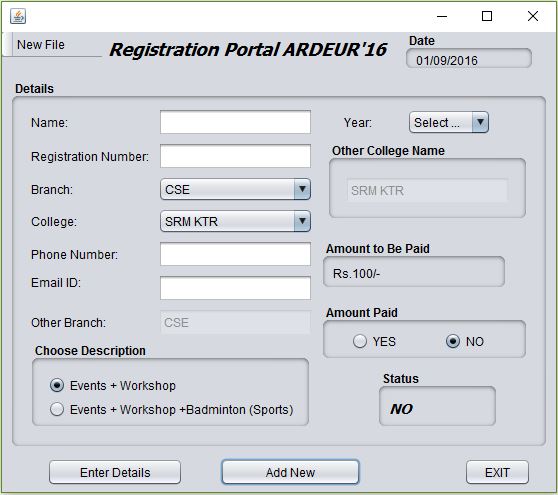 New File
Registration Portal ARDEUR'16
Date
01/09/2016
Details
Name:
Year:
Select ...
Registration Number:
Other College Name
SRM KTR
Branch:
CSE
College:
SRM KTR
Phone Number:
Amount to Be Paid
Rs.100/-
Email ID:
Other Branch:
CSE
Amount Paid
YES
NO
Choose Description
Events + Workshop
Events + Workshop +Badminton (Sports)
Status
NO
Enter Details
Add New
EXIT